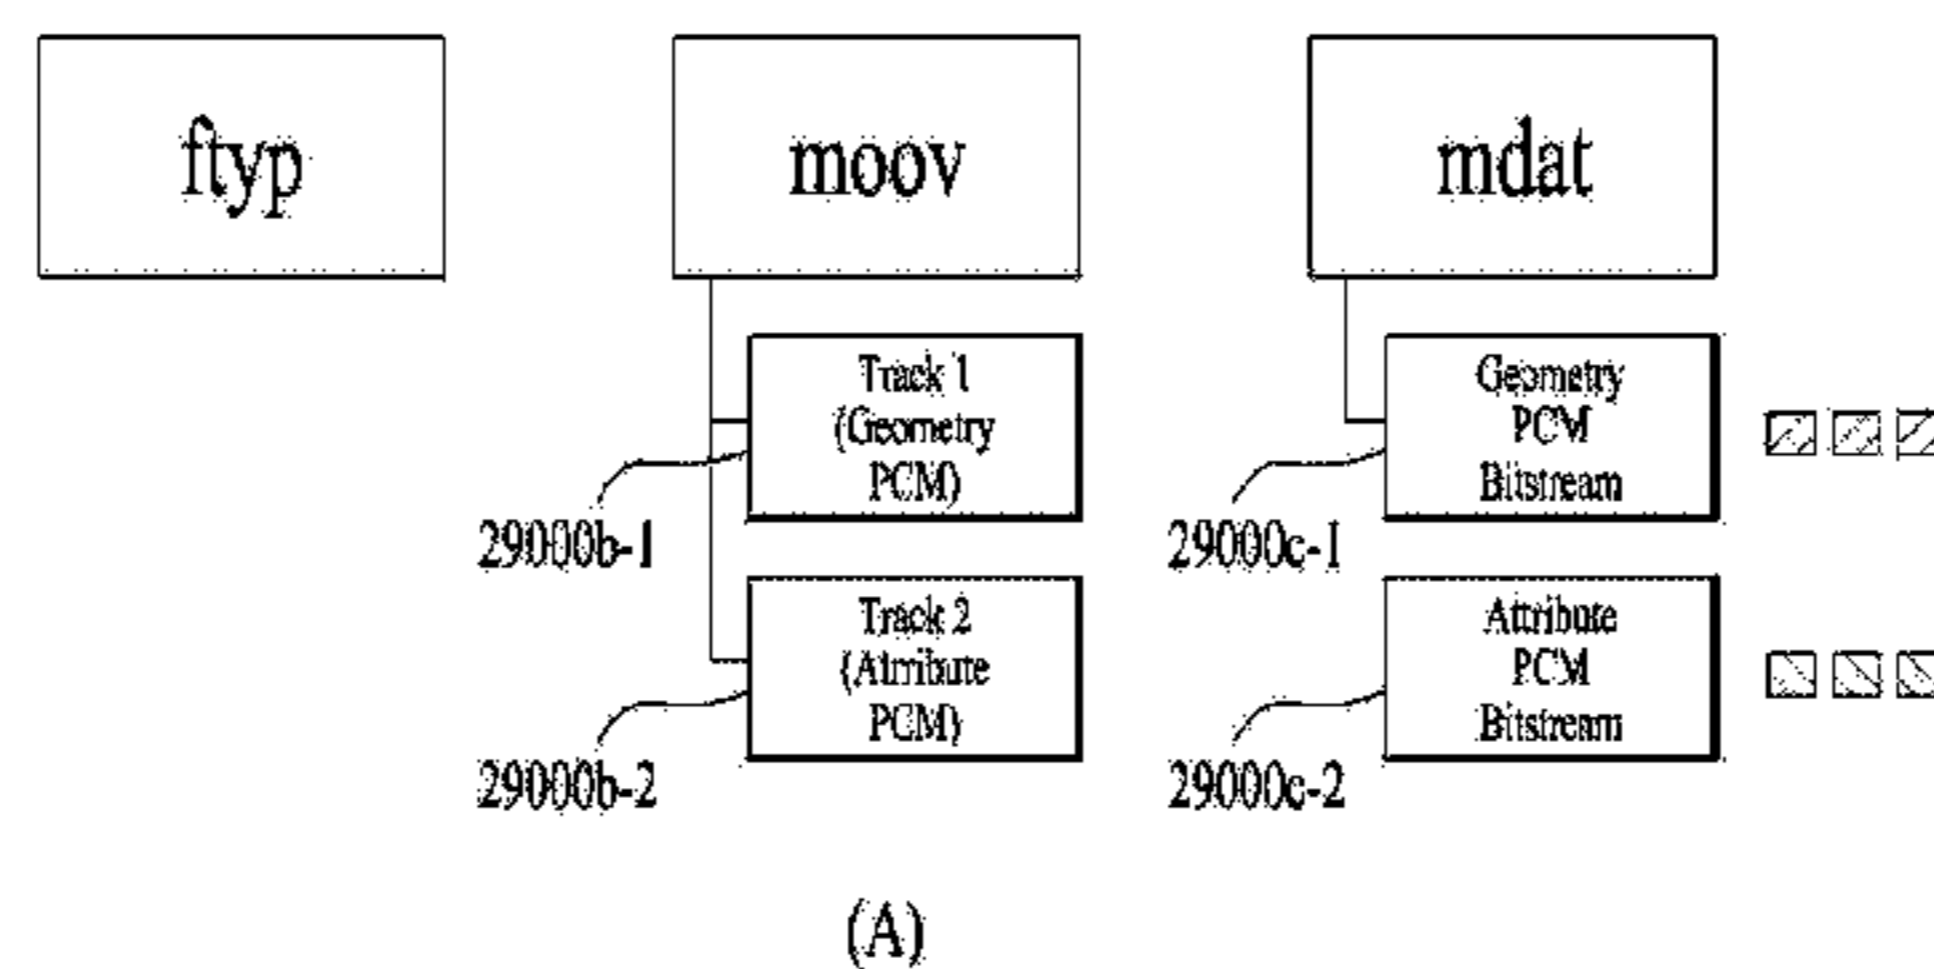 ftyp
moov
mdat
Track 1
(Geometry
PCM)
29000b-1
Geometry
PCM
Bitstream
29000c-1
Track 2
(Attribute
PCM)
29000b-2
Attribute
PCM
Bitstream
29000c-2
(A)